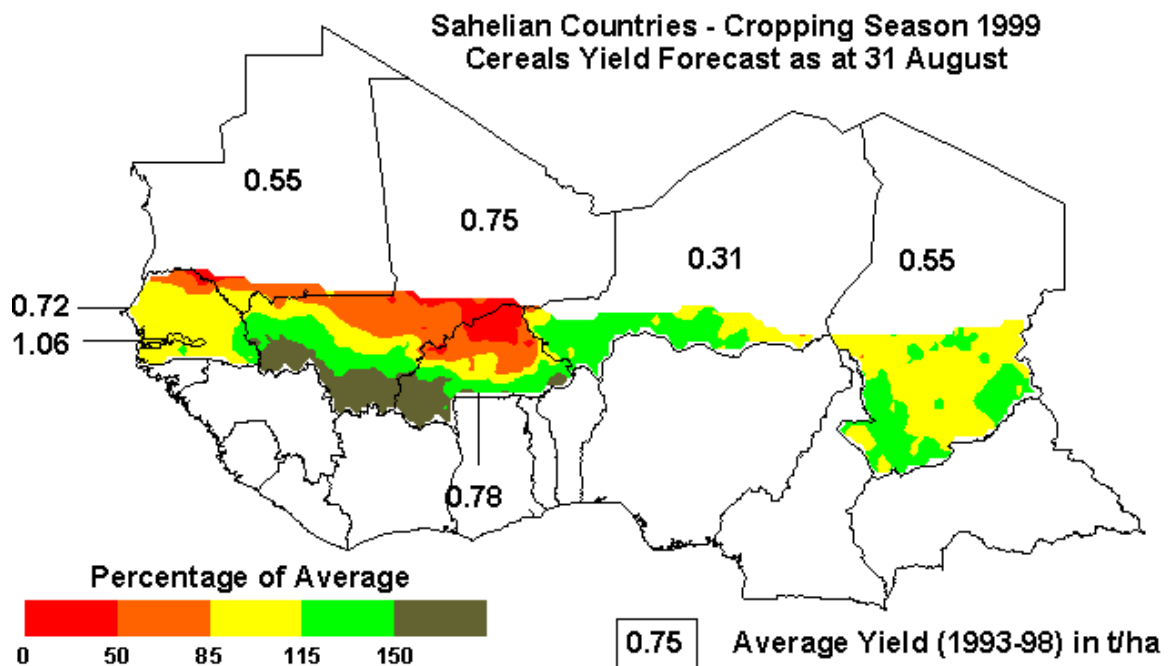 Sahelian Countries - Cropping Season 1999
Cereals Yield Forecast as at 31 August
0.55
0.75
0.31
0.55
0.72
1.06
0.78
Percentage of Average
0 50 85 115 150
0.75 Average Yield (1993-98) in t/ha